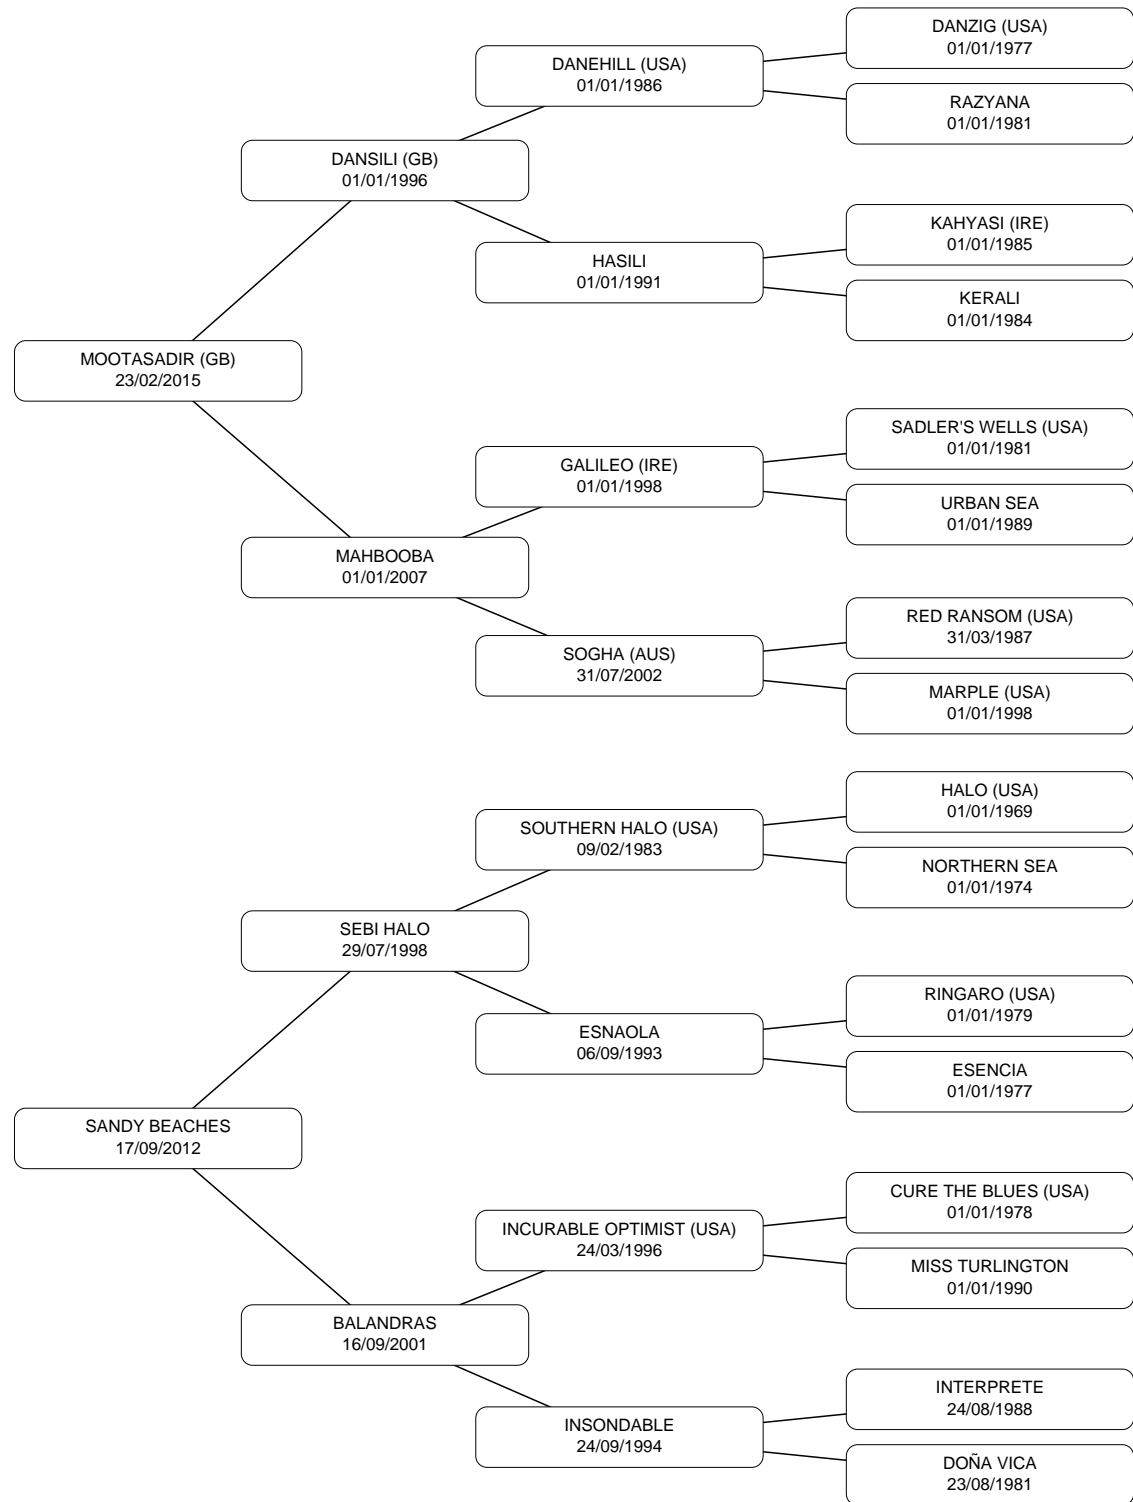 DANZIG (USA)
01/01/1977
DANEHILL (USA)
01/01/1986
RAZYANA
01/01/1981
DANSILI (GB)
01/01/1996
KAHYASI (IRE)
01/01/1985
HASILI
01/01/1991
KERALI
01/01/1984
MOOTASADIR (GB)
23/02/2015
SADLER'S WELLS (USA)
01/01/1981
GALILEO (IRE)
01/01/1998
URBAN SEA
01/01/1989
MAHBOOBA
01/01/2007
RED RANSOM (USA)
31/03/1987
SOGHA (AUS)
31/07/2002
MARPLE (USA)
01/01/1998
HALO (USA)
01/01/1969
SOUTHERN HALO (USA)
09/02/1983
NORTHERN SEA
01/01/1974
SEBI HALO
29/07/1998
RINGARO (USA)
01/01/1979
ESNAOLA
06/09/1993
ESENCIA
01/01/1977
SANDY BEACHES
17/09/2012
CURE THE BLUES (USA)
01/01/1978
INCURABLE OPTIMIST (USA)
24/03/1996
MISS TURLINGTON
01/01/1990
BALANDRAS
16/09/2001
INTERPRETE
24/08/1988
INSONDABLE
24/09/1994
DOÑA VICA
23/08/1981